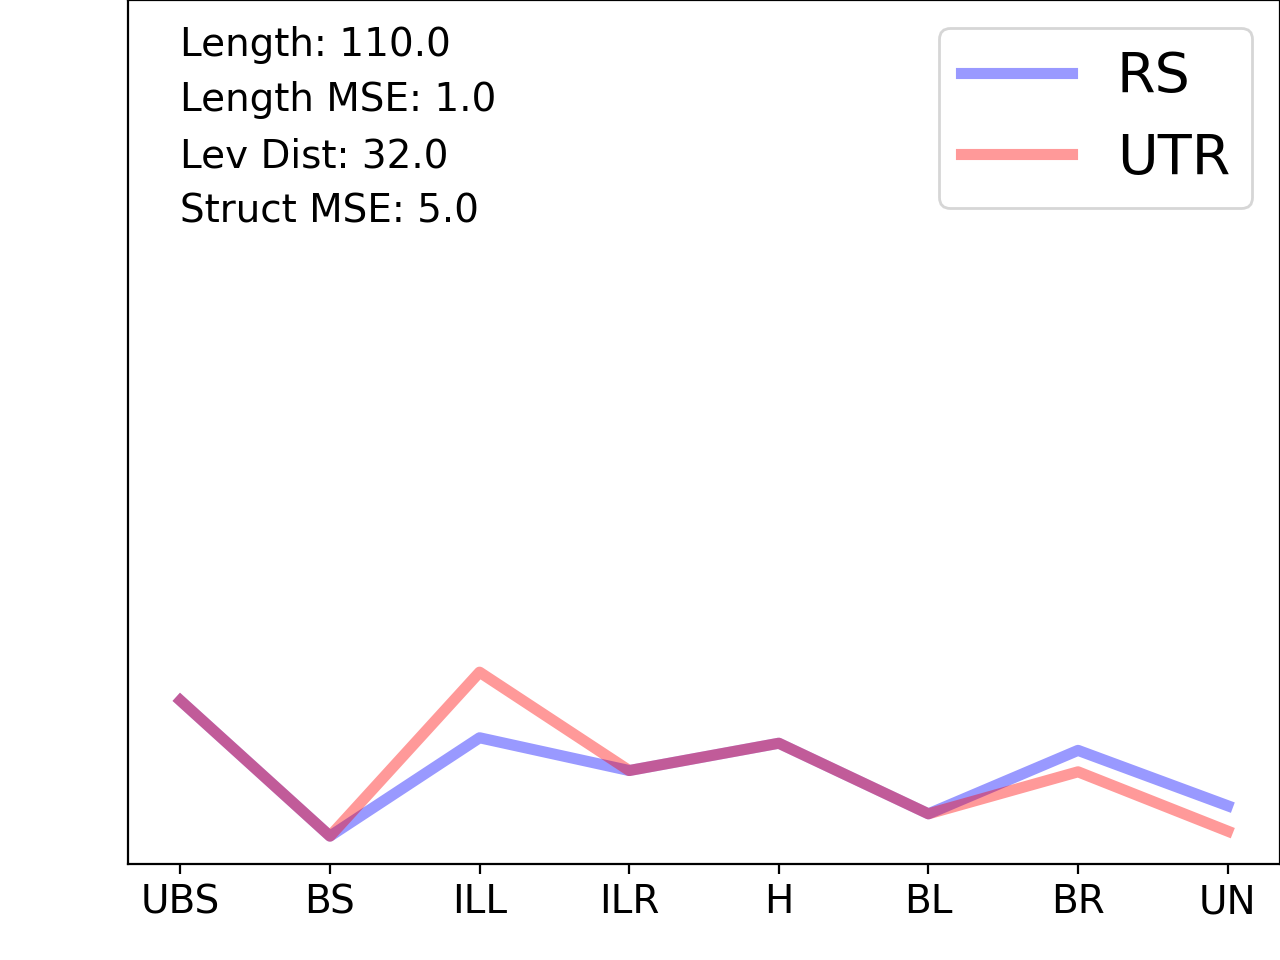 Length: 110.0
Length MSE: 1.0
Lev Dist: 32.0
Struct MSE: 5.0
RS
UTR
UBS BS ILL ILR H BL BR UN